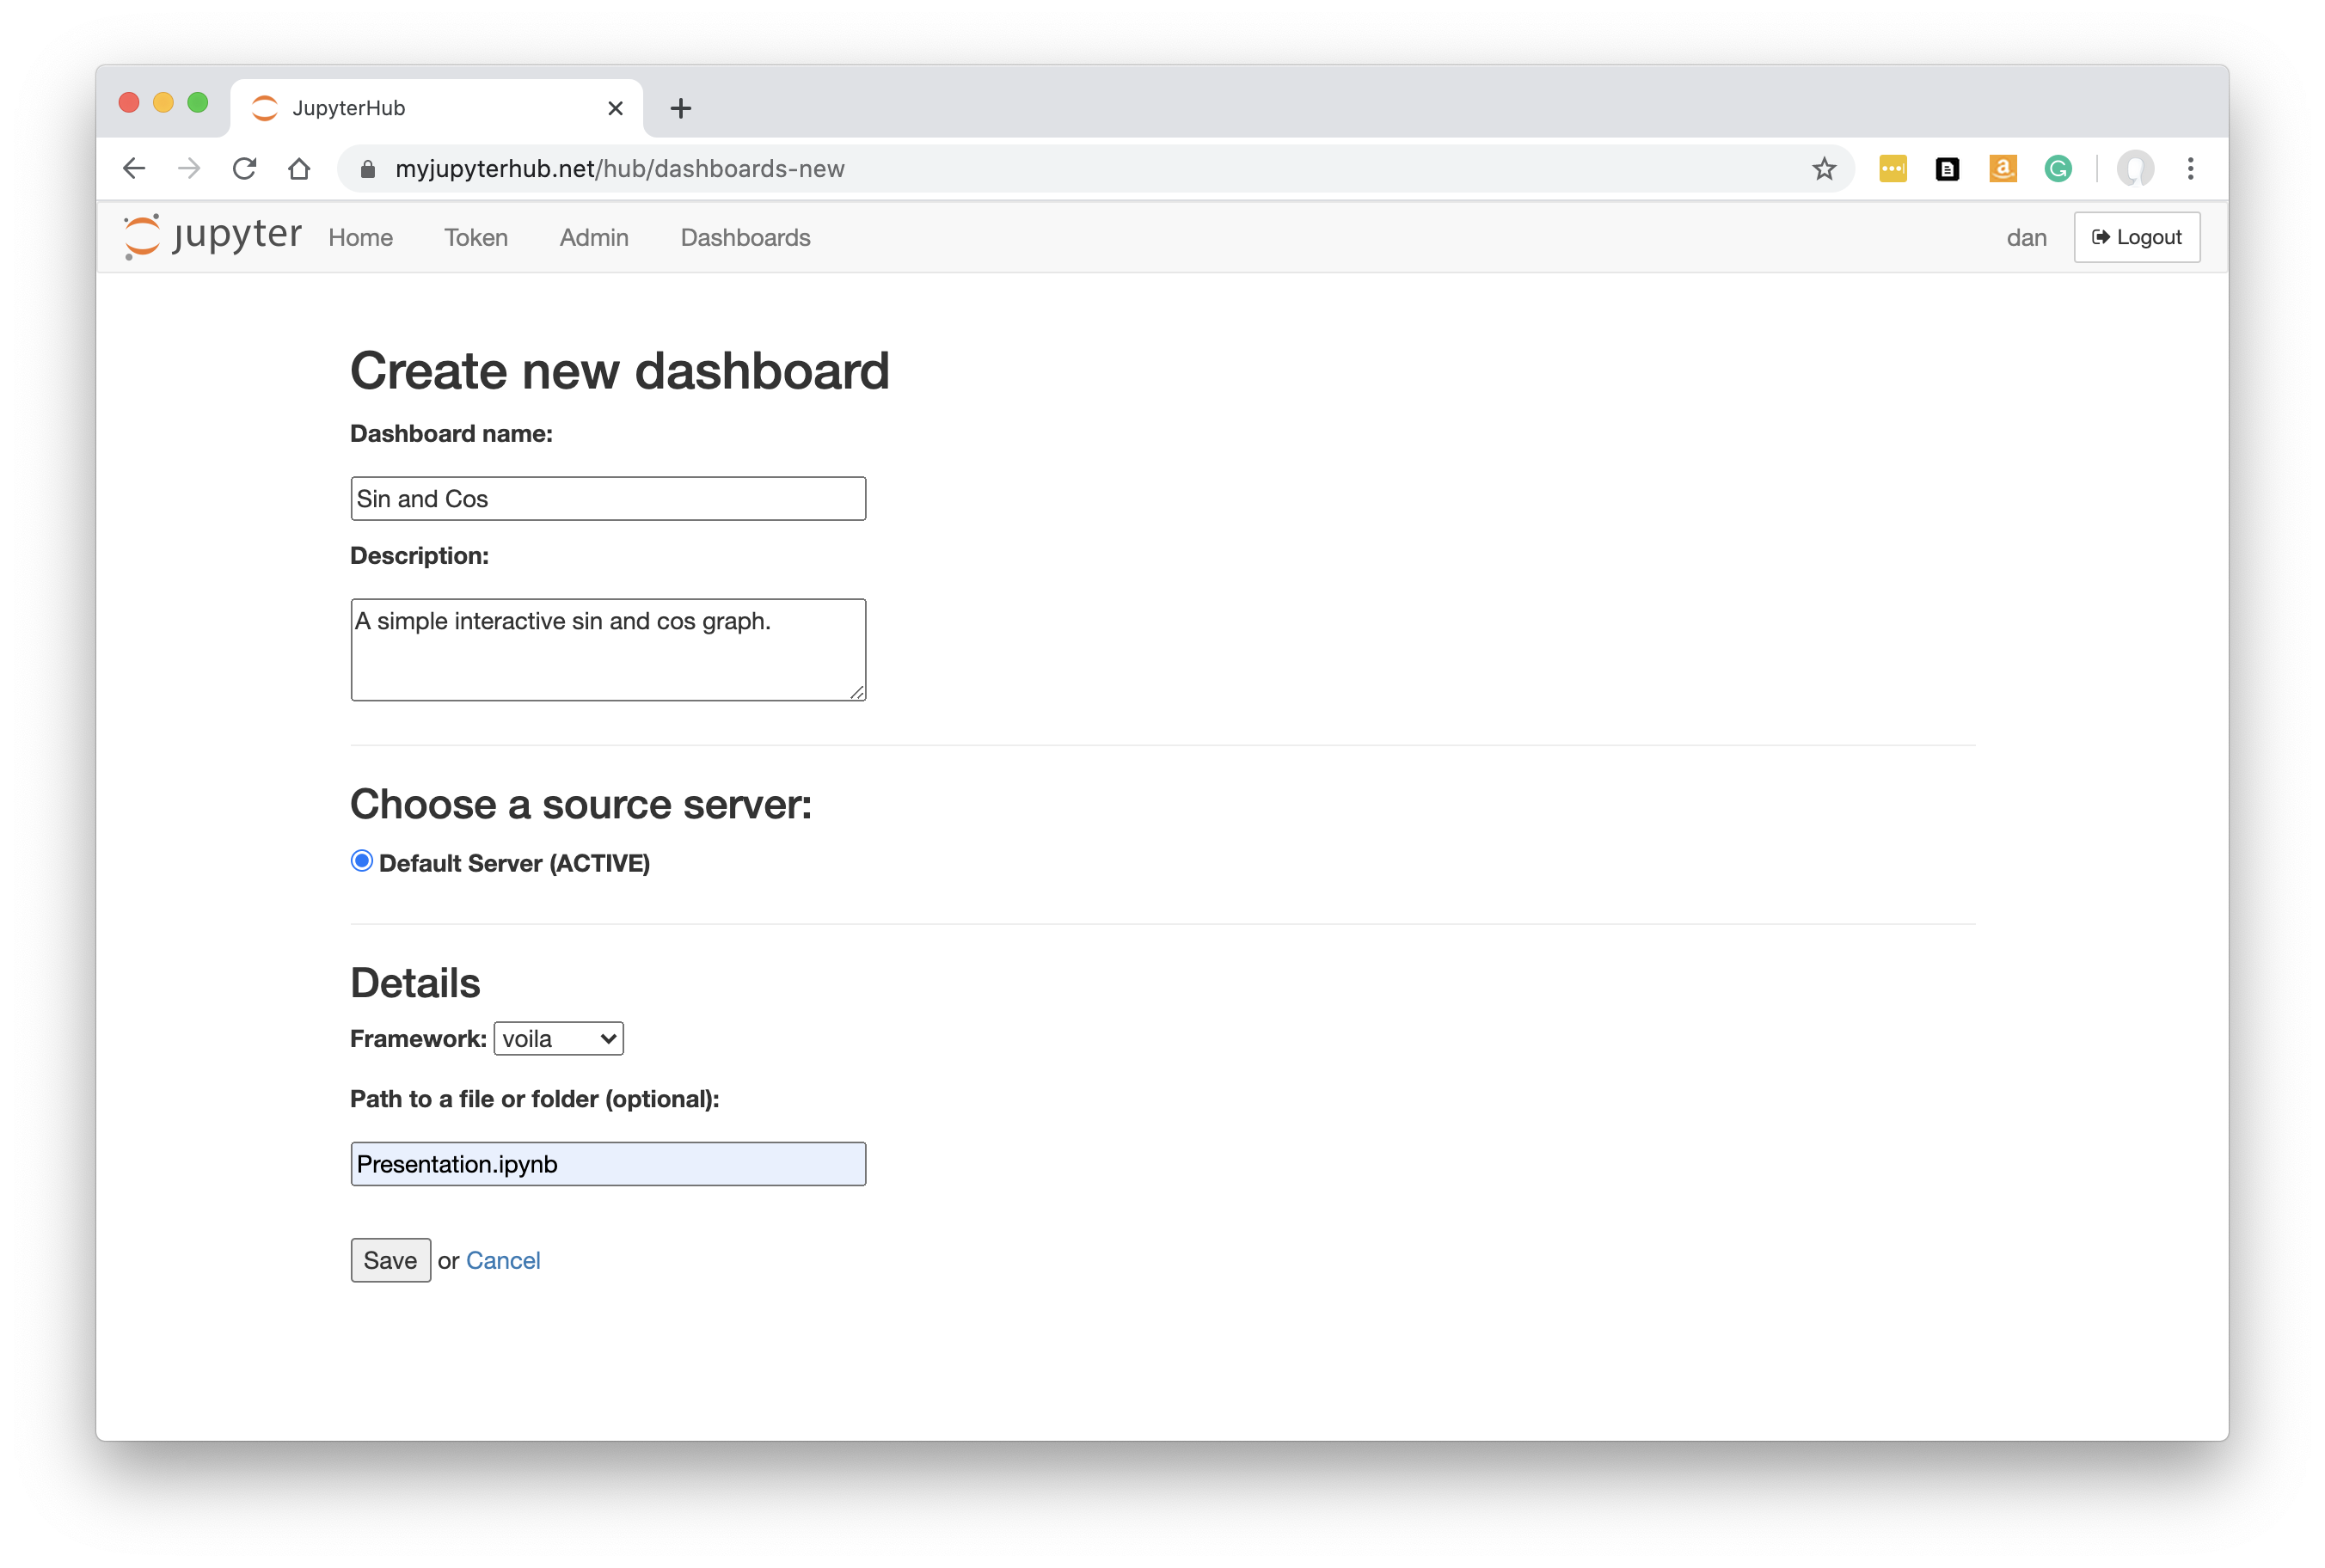 JupyterHub
myjupyterhub.net/hub/dashboards-new
a
G
jupyter Home Token Admin Dashboards dan Logout
Create new dashboard
Dashboard name:
Sin and Cos
Description:
A simple interactive sin and cos graph.
Choose a source server:
Default Server (ACTIVE)
Details
Framework: voila
Path to a file or folder (optional):
Presentation.ipynb
Save or Cancel